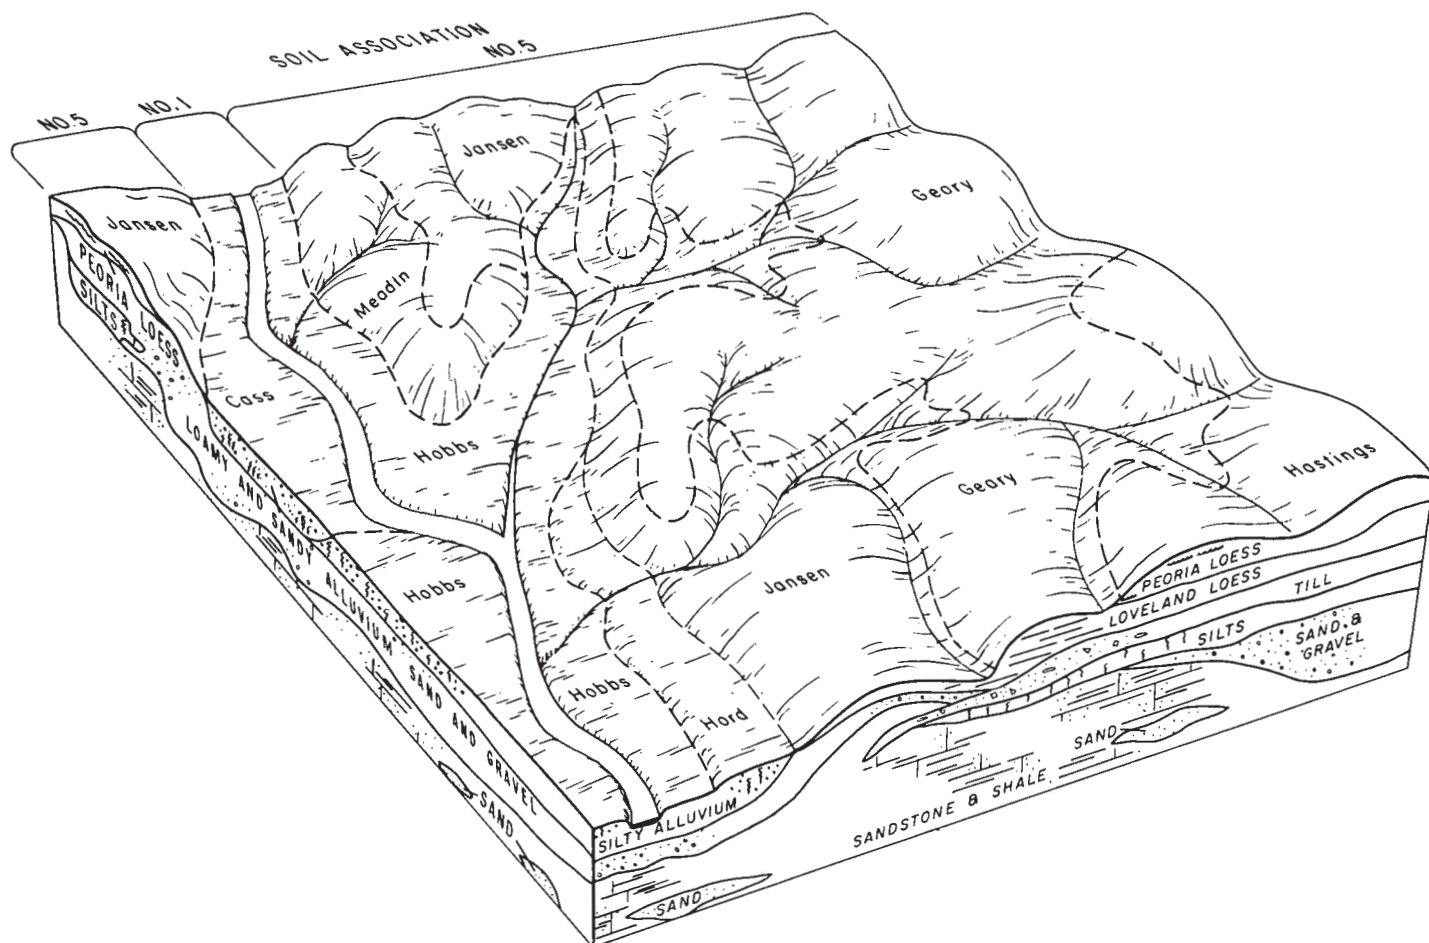 SOIL ASSOCIATION
NO.5
NO.1
NO.5
Jansen
Jansen
Geary
Meadin
PEORIA LOESS
SILTS
Cass
Hobbs
Hastings
Geary
LOAMY AND SANDY ALLUVIUM
Hobbs
Jansen
PEORIA LOESS
LOVELAND LOESS
TILL
SILTS
SAND &
GRAVEL
Hobbs
Hord
SAND AND GRAVEL
SAND
SAND
SILTY ALLUVIUM
SANDSTONE & SHALE
SAND